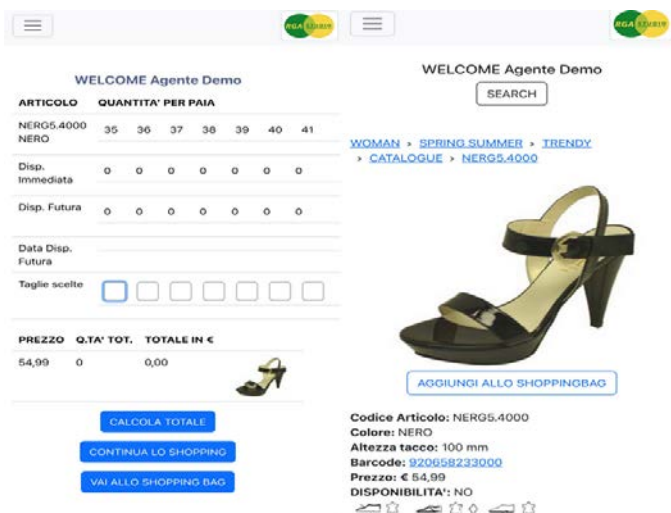 WELCOME Agente Demo
ARTICOLO QUANTITA' PER PAIA
NERG5.4000 NERO 35 36 37 38 39 40 41
Disp. Immediata 0 0 0 0 0 0 0
Disp. Futura 0 0 0 0 0 0 0
Data Disp. Futura
Taglie scelte
PREZZO Q.TA' TOT. TOTALE IN €
54,99 0 0,00
CALCOLA TOTALE
CONTINUA LO SHOPPING
VAI ALLO SHOPPING BAG
WELCOME Agente Demo
SEARCH
WOMAN > SPRING SUMMER > TRENDY
> CATALOGUE > NERG5.4000
AGGIUNGI ALLO SHOPPINGBAG
Codice Articolo: NERG5.4000
Colore: NERO
Altezza tacco: 100 mm
Barcode: 920658233000
Prezzo: € 54,99
DISPONIBILITA': NO